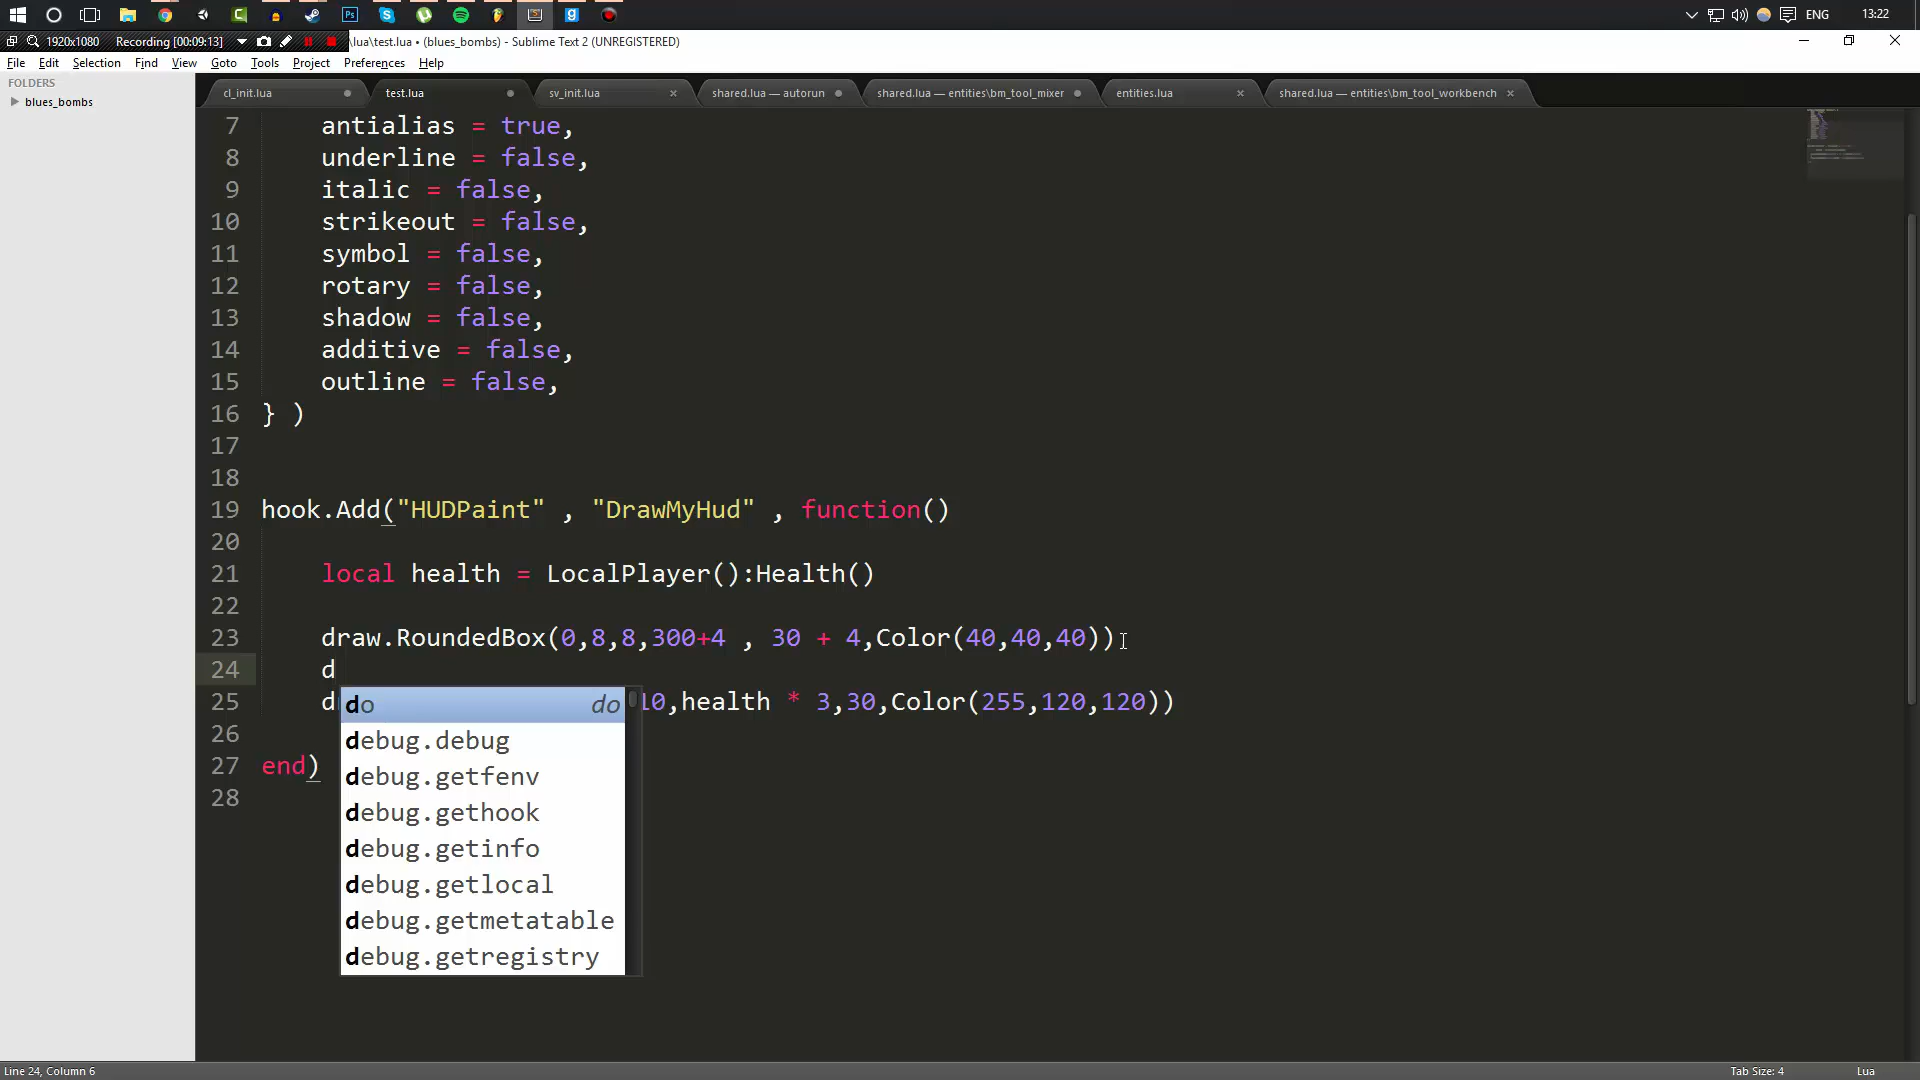 ENG 13:22
1920x1080 Recording [00:09:13] \lua\test.lua • (blues_bombs) - Sublime Text 2 (UNREGISTERED)
File Edit Selection Find View Goto Tools Project Preferences Help
FOLDERS
blues_bombs
cl_init.lua test.lua sv_init.lua shared.lua — autorun shared.lua — entities\bm_tool_mixer entities.lua shared.lua — entities\bm_tool_workbench
7 antialias = true,
8 underline = false,
9 italic = false,
10 strikeout = false,
11 symbol = false,
12 rotary = false,
13 shadow = false,
14 additive = false,
15 outline = false,
16 } )
17
18
19 hook.Add("HUDPaint" , "DrawMyHud" , function()
20
21 local health = LocalPlayer():Health()
22
23 draw.RoundedBox(0,8,8,300+4 , 30 + 4,Color(40,40,40))
24 d
25 d 10,health * 3,30,Color(255,120,120))
26
27 end)
28
do do
debug.debug
debug.getfenv
debug.gethook
debug.getinfo
debug.getlocal
debug.getmetatable
debug.getregistry
Line 24, Column 6 Tab Size: 4 Lua